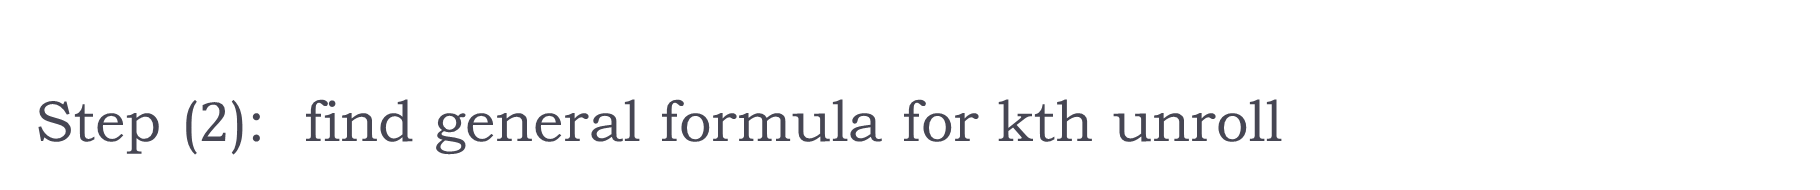 Step (2):  find general formula for kth unroll